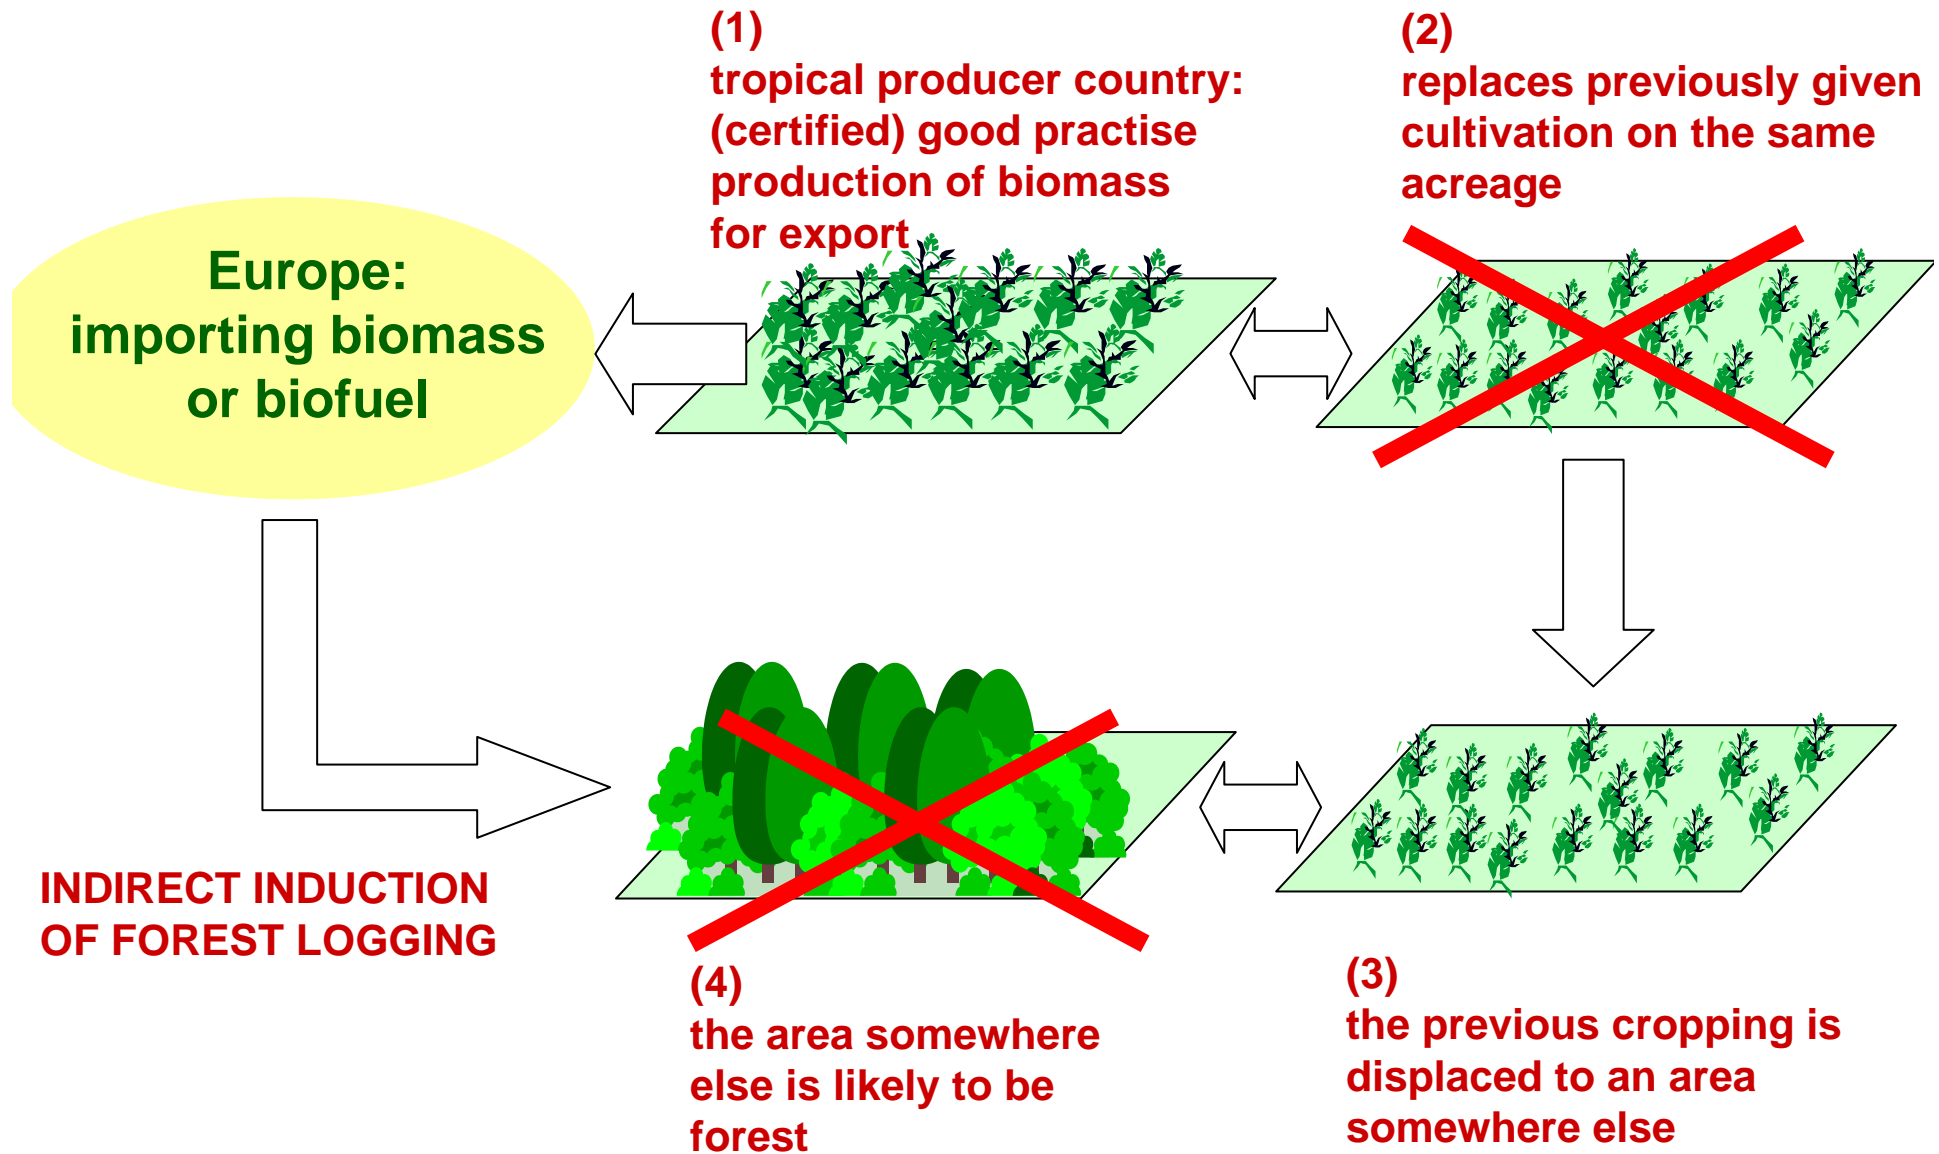 (1)
tropical producer country:
(certified) good practise
production of biomass
for export
(2)
replaces previously given
cultivation on the same
acreage
Europe:
importing biomass
or biofuel
INDIRECT INDUCTION
OF FOREST LOGGING
(4)
the area somewhere
else is likely to be
forest
(3)
the previous cropping is
displaced to an area
somewhere else